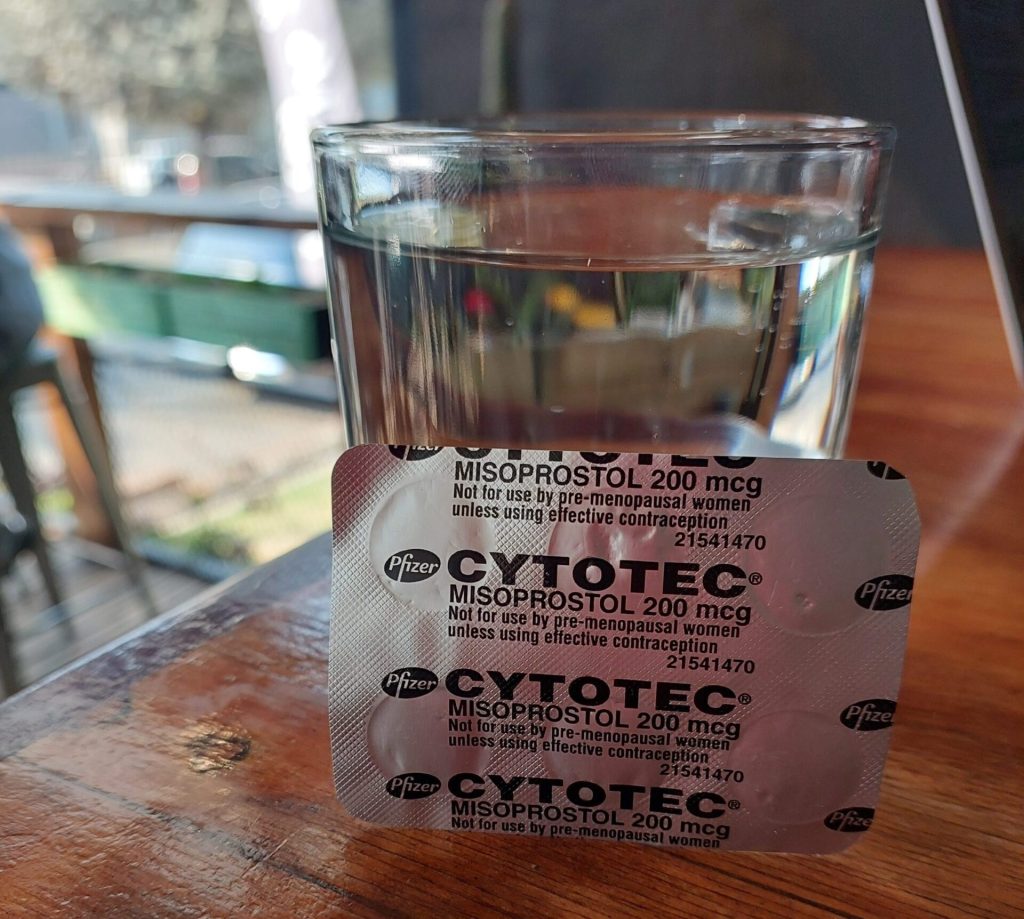 Pfizer CYTOTEC
MISOPROSTOL 200 mcg
Not for use by pre-menopausal women
unless using effective contraception
21541470
Pfizer CYTOTEC® Pfizer
MISOPROSTOL 200 mcg
Not for use by pre-menopausal women
unless using effective contraception
21541470
Pfizer CYTOTEC® Pfize
MISOPROSTOL 200 mcg
Not for use by pre-menopausal women
unless using effective contraception
21541470
Pfizer CYTOTEC® Pfize
MISOPROSTOL 200 mcg
Not for use by pre-menopausal women